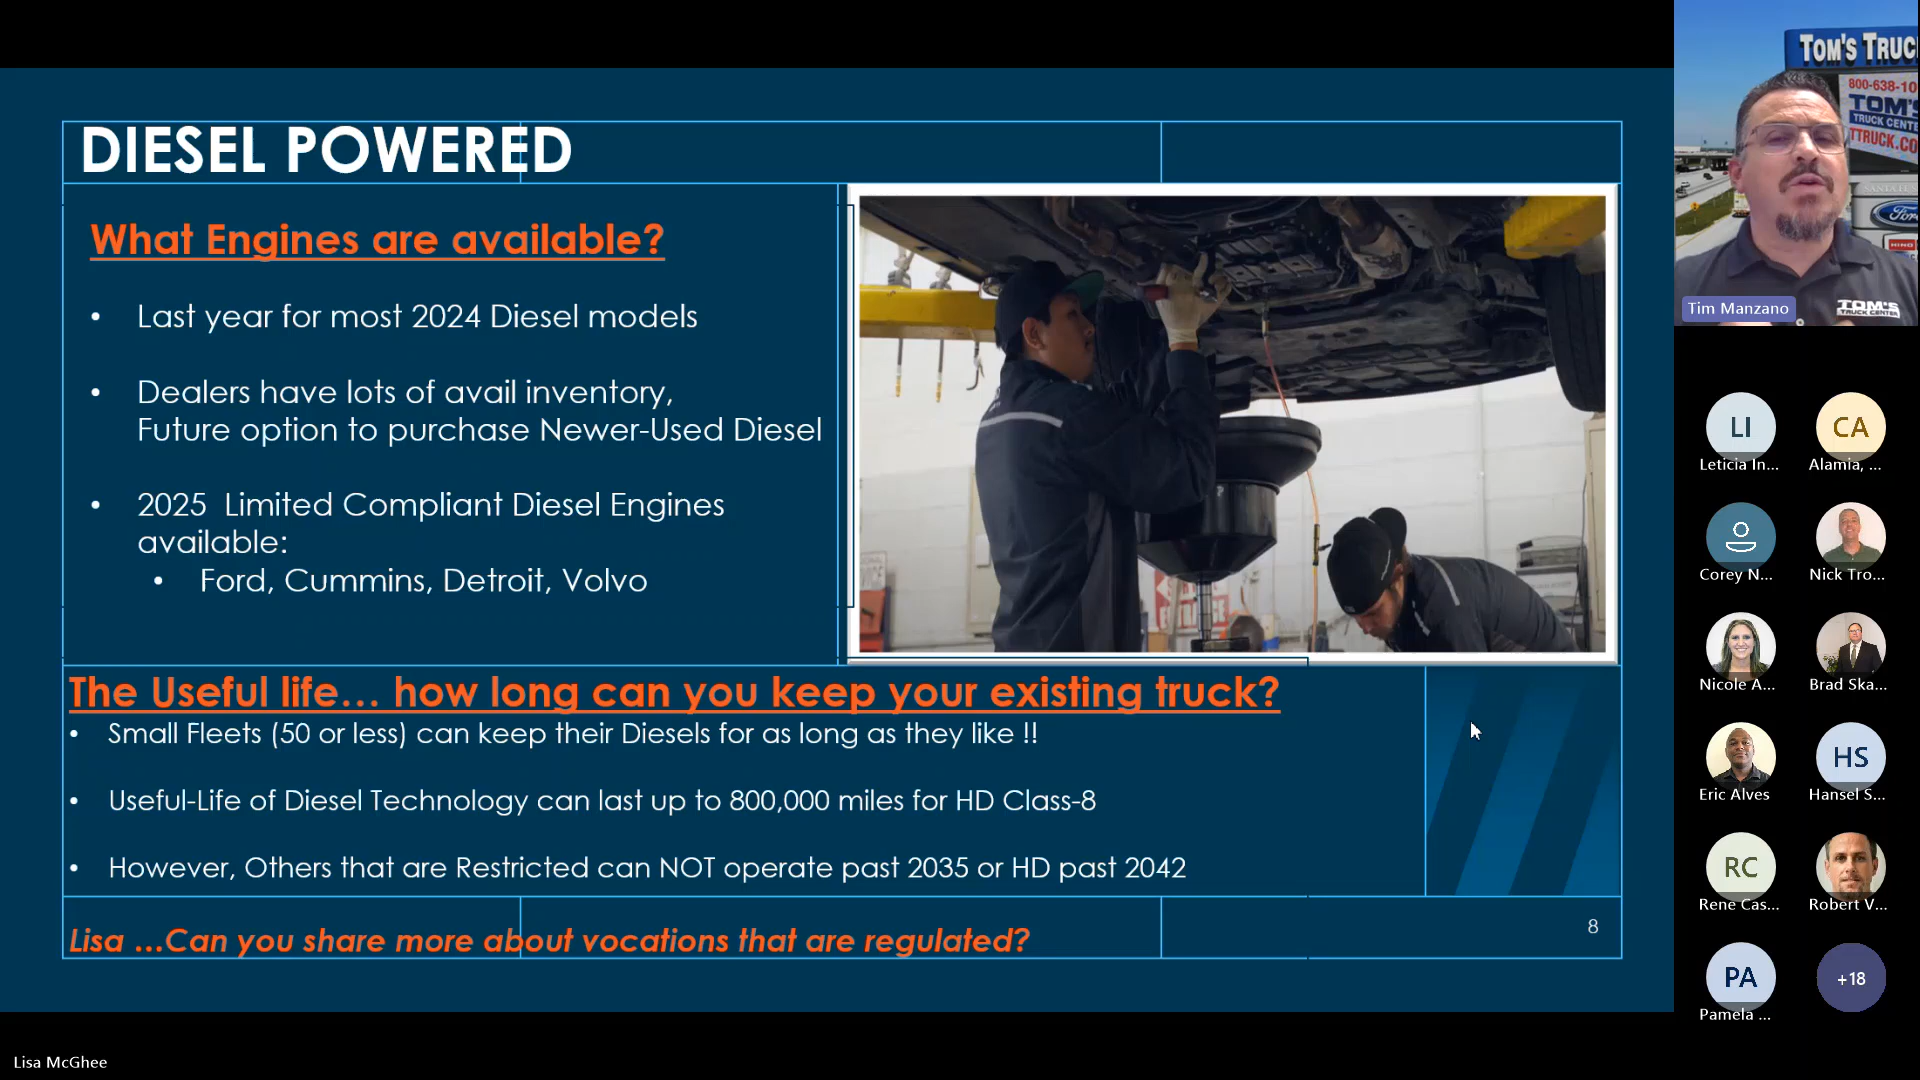 DIESEL POWERED
What Engines are available?
• Last year for most 2024 Diesel models
• Dealers have lots of avail inventory,
Future option to purchase Newer-Used Diesel
• 2025  Limited Compliant Diesel Engines
available:
• Ford, Cummins, Detroit, Volvo
The Useful life… how long can you keep your existing truck?
• Small Fleets (50 or less) can keep their Diesels for as long as they like !!
• Useful-Life of Diesel Technology can last up to 800,000 miles for HD Class-8
• However, Others that are Restricted can NOT operate past 2035 or HD past 2042
Lisa …Can you share more about vocations that are regulated?
8
TOM'S TRUC
800-638-10
TOM'S
TRUCK CENTE
TTRUCK.CO
Ford
HINO
TOM'S
TRUCK CENTER
Tim Manzano
LI
Leticia In...
CA
Alamia, ...
Corey N...
Nick Tro...
Nicole A...
Brad Ska...
Eric Alves
HS
Hansel S...
RC
Rene Cas...
Robert V...
PA
Pamela ...
+18
Lisa McGhee